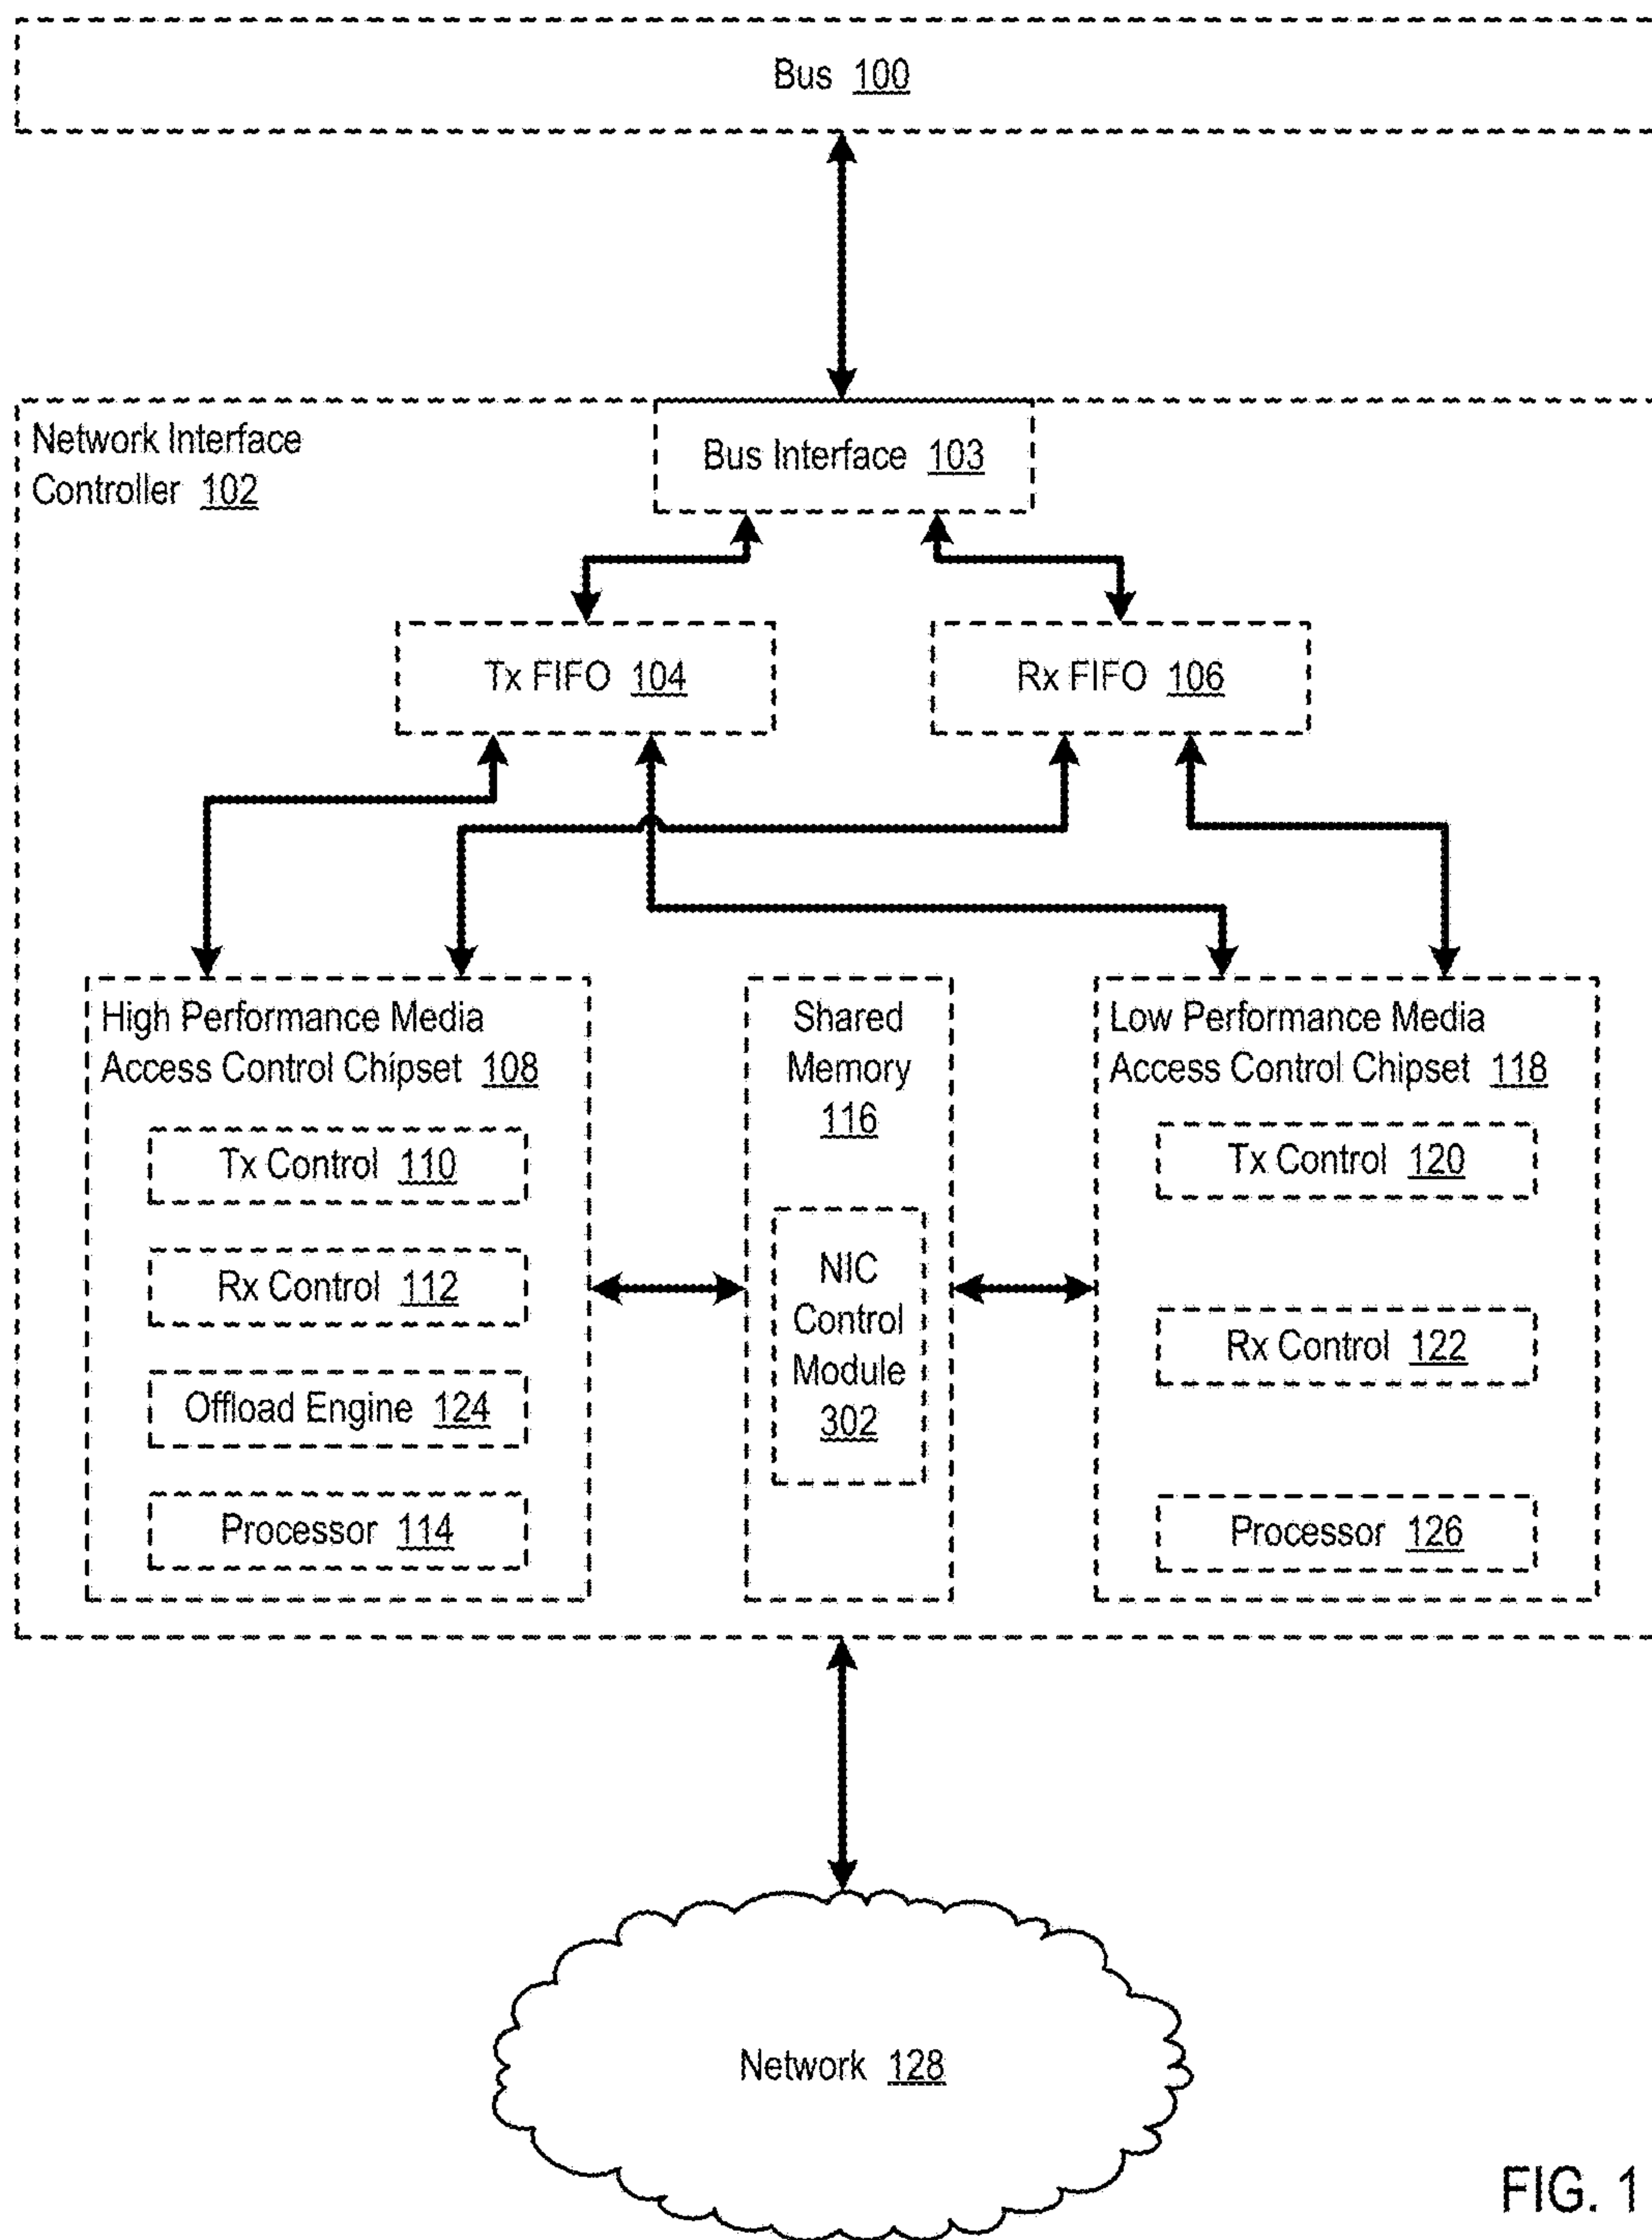 Bus 100
Network Interface
Controller 102
Bus Interface 103
Tx FIFO 104
Rx FIFO 106
High Performance Media
Access Control Chipset 108
Tx Control 110
Rx Control 112
Offload Engine 124
Processor 114
Shared
Memory
116
NIC
Control
Module
302
Low Performance Media
Access Control Chipset 118
Tx Control 120
Rx Control 122
Processor 126
Network 128
FIG. 1